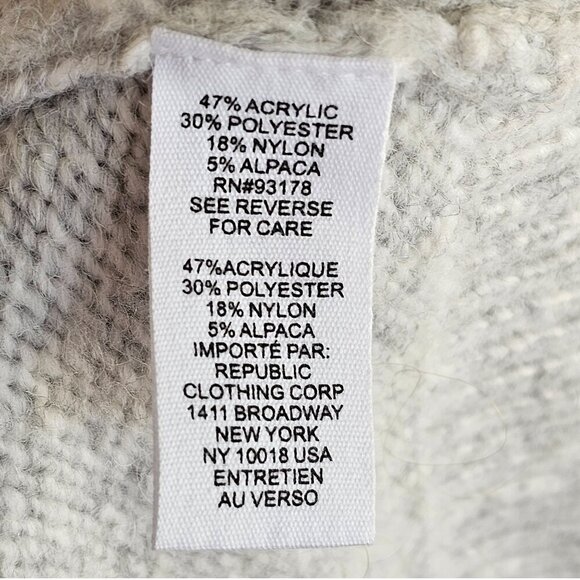 47% ACRYLIC
30% POLYESTER
18% NYLON
5% ALPACA
RN#93178
SEE REVERSE
FOR CARE
47%ACRYLIQUE
30% POLYESTER
18% NYLON
5% ALPACA
IMPORTÉ PAR:
REPUBLIC
CLOTHING CORP
1411 BROADWAY
NEW YORK
NY 10018 USA
ENTRETIEN
AU VERSO